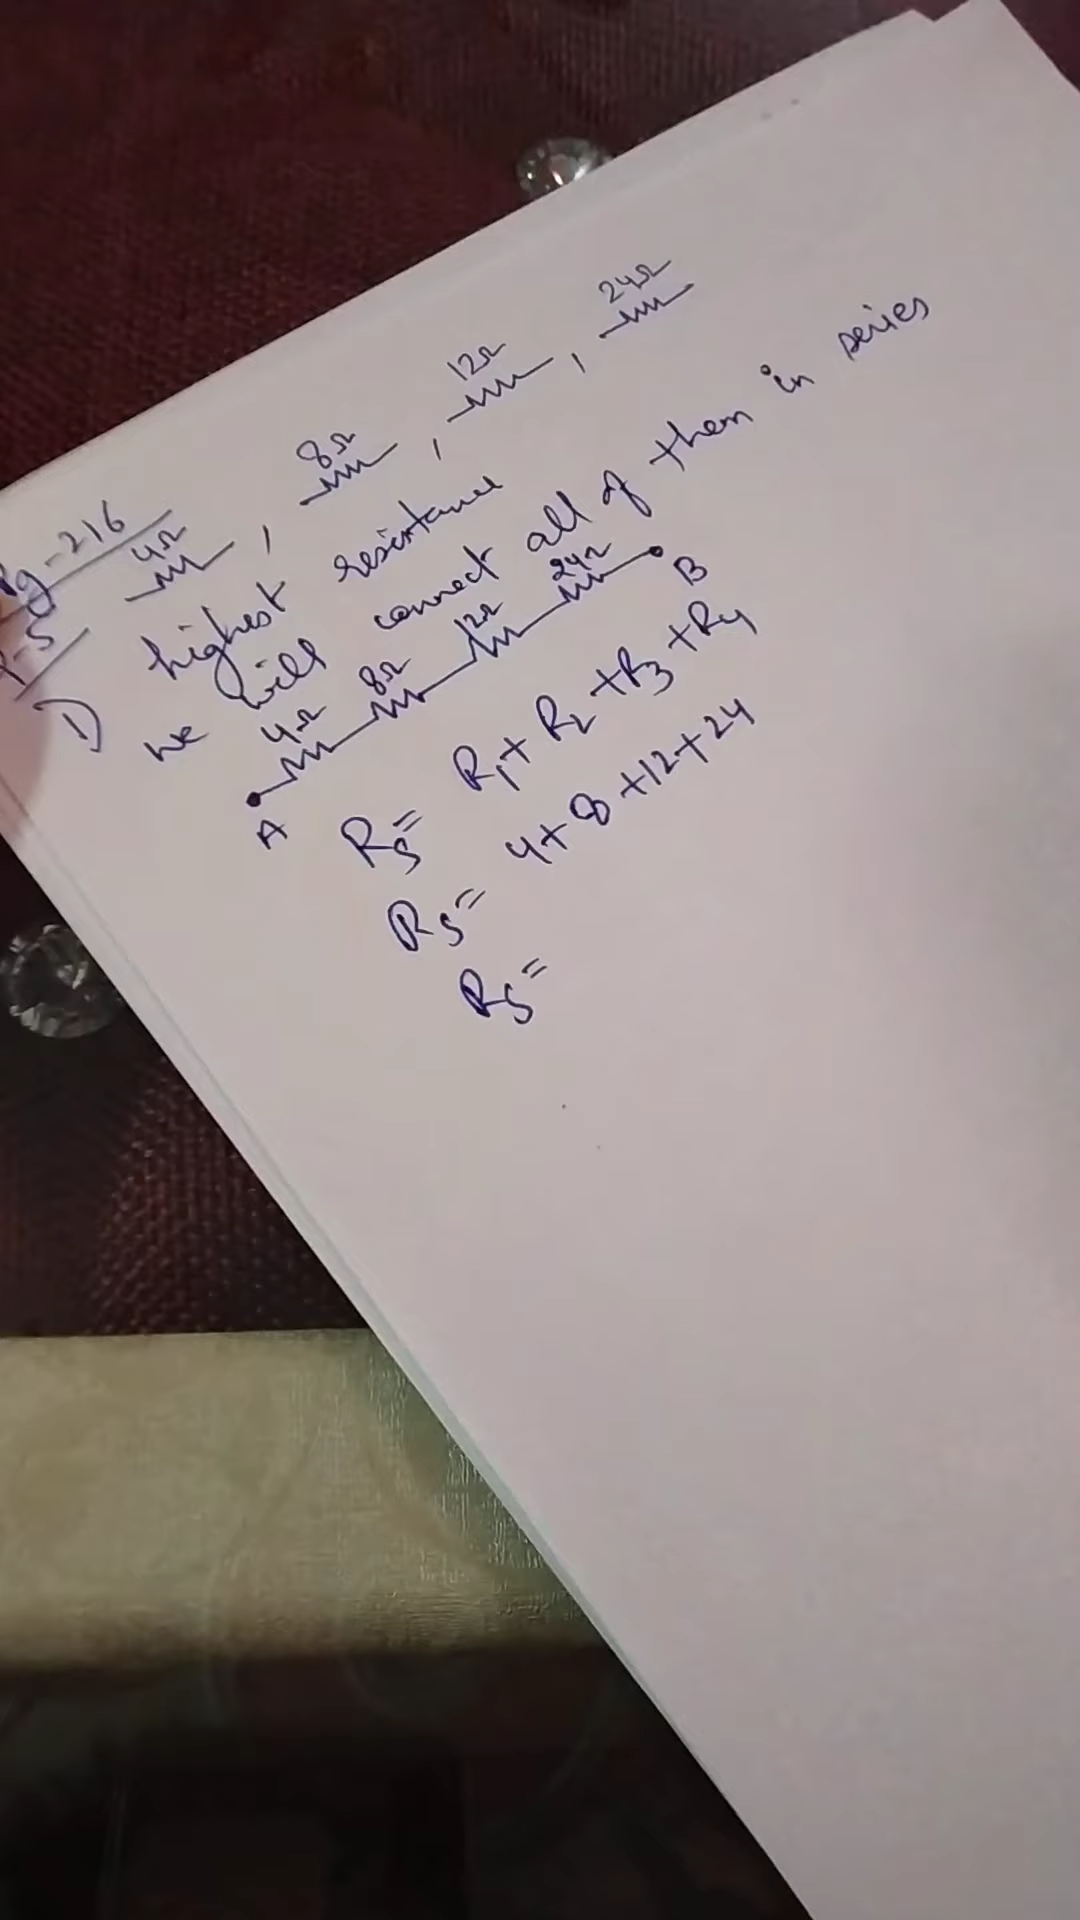 Pg-216
P-5
4Ω , 8Ω , 12Ω , 24Ω
1) highest resistance
we will connect all of them in series
4Ω 8Ω 12Ω 24Ω
A B
Rs= R1+R2+R3+R4
Rs= 4+8+12+24
Rs=